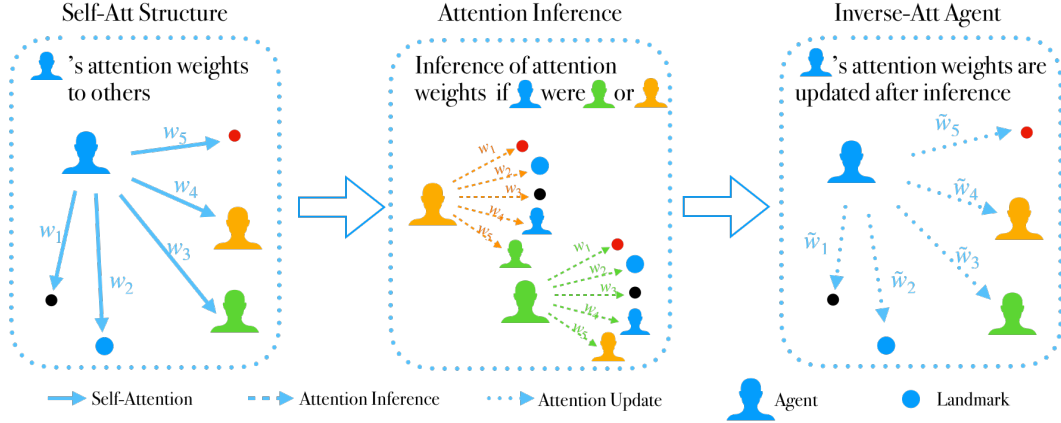 Self-Att Structure
Attention Inference
Inverse-Att Agent
's attention weights
to others
w5
w4
w1
w3
w2
Inference of attention
weights if were or
w1
w2
w3
w4
w5
w1
w2
w3
w4
w5
's attention weights are
updated after inference
w̃5
w̃4
w̃3
w̃1
w̃2
Self-Attention
Attention Inference
Attention Update
Agent
Landmark